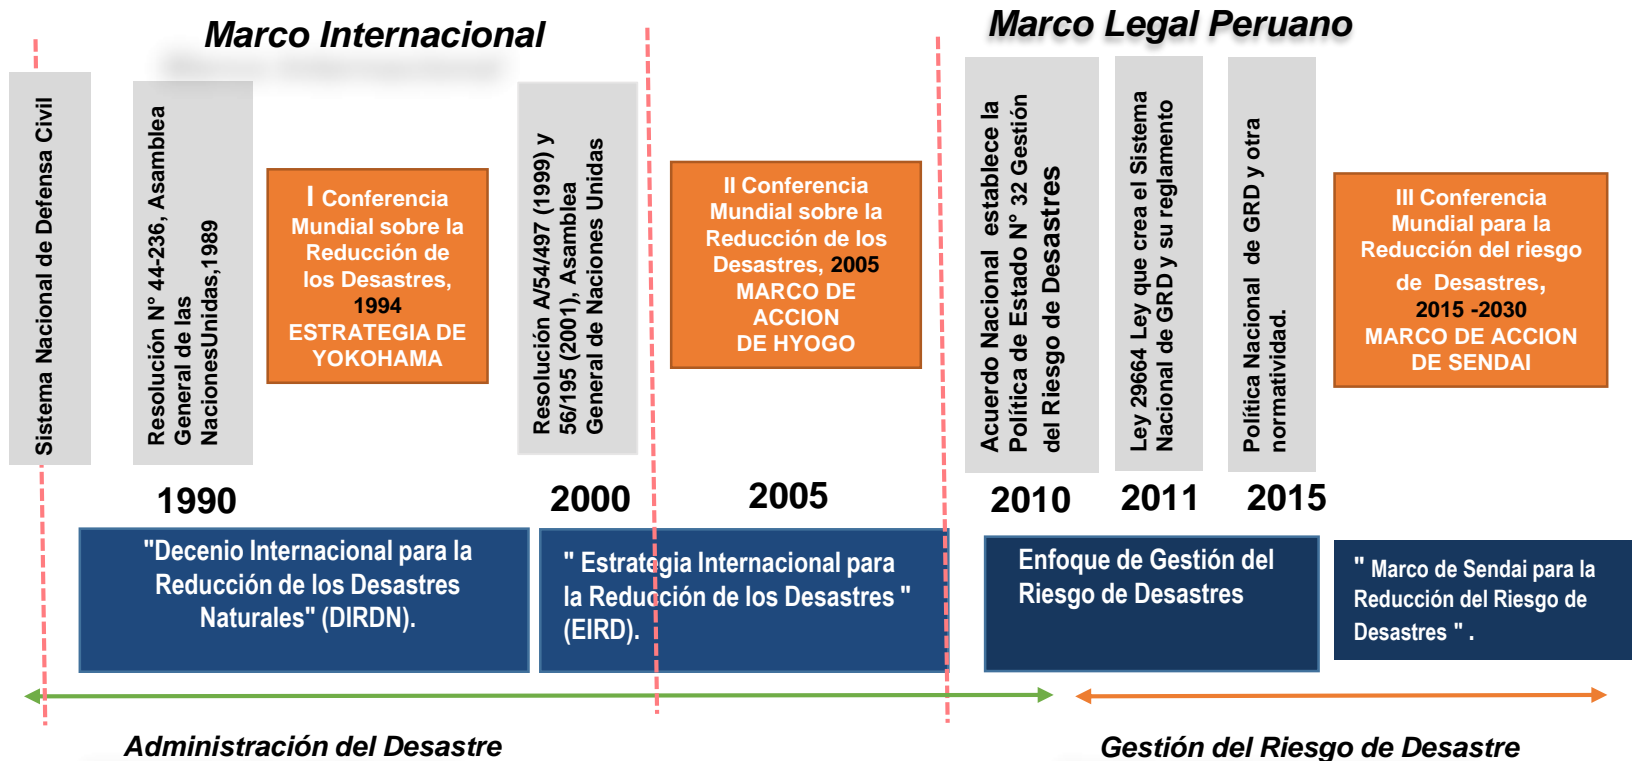 Marco Internacional
Marco Legal Peruano
Sistema Nacional de Defensa Civil
Resolución N° 44-236, Asamblea
General de las
NacionesUnidas,1989
I Conferencia
Mundial sobre la
Reducción de
los Desastres,
1994
ESTRATEGIA DE
YOKOHAMA
Resolución A/54/497 (1999) y
56/195 (2001), Asamblea
General de Naciones Unidas
II Conferencia
Mundial sobre la
Reducción de los
Desastres, 2005
MARCO DE
ACCION
DE HYOGO
Acuerdo Nacional establece la
Política de Estado N° 32 Gestión
del Riesgo de Desastres
Ley 29664 Ley que crea el Sistema
Nacional de GRD y su reglamento
Política Nacional de GRD y otra
normatividad.
III Conferencia
Mundial para la
Reducción del riesgo
de Desastres,
2015 -2030
MARCO DE ACCION
DE SENDAI
1990
2000
2005
2010
2011
2015
"Decenio Internacional para la
Reducción de los Desastres
Naturales" (DIRDN).
" Estrategia Internacional para
la Reducción de los Desastres "
(EIRD).
Enfoque de Gestión del
Riesgo de Desastres
" Marco de Sendai para la
Reducción del Riesgo de
Desastres " .
Administración del Desastre
Gestión del Riesgo de Desastre